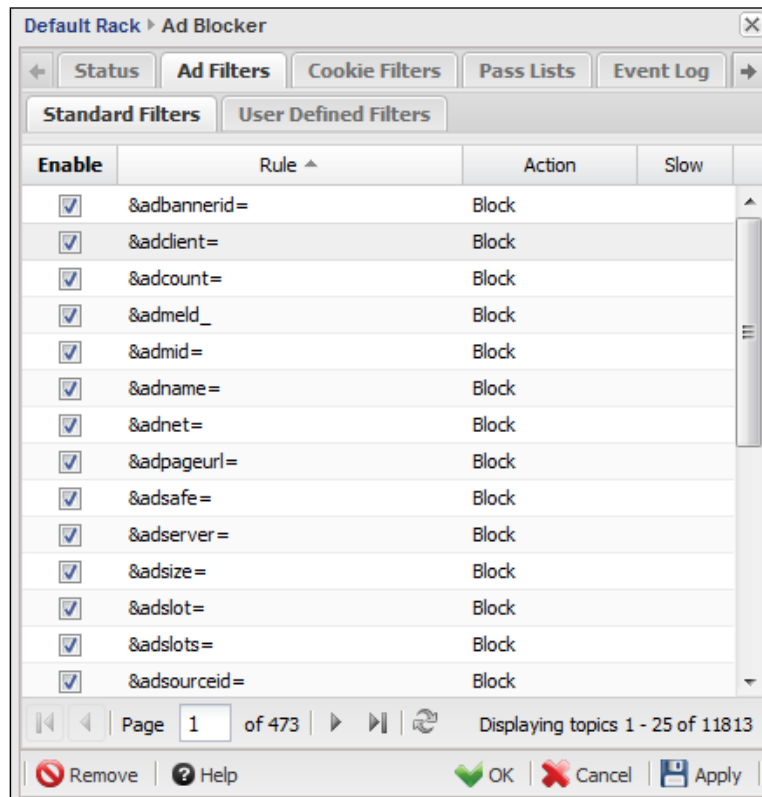 Default Rack Ad Blocker
Status Ad Filters Cookie Filters Pass Lists Event Log
Standard Filters User Defined Filters
Enable Rule Action Slow
&adbannerid= Block
&adclient= Block
&adcount= Block
&admeld_ Block
&admid= Block
&adname= Block
&adnet= Block
&adpageurl= Block
&adsafe= Block
&adserver= Block
&adsize= Block
&adslot= Block
&adslots= Block
&adsourceid= Block
Page 1 of 473 Displaying topics 1 - 25 of 11813
Remove Help OK Cancel Apply